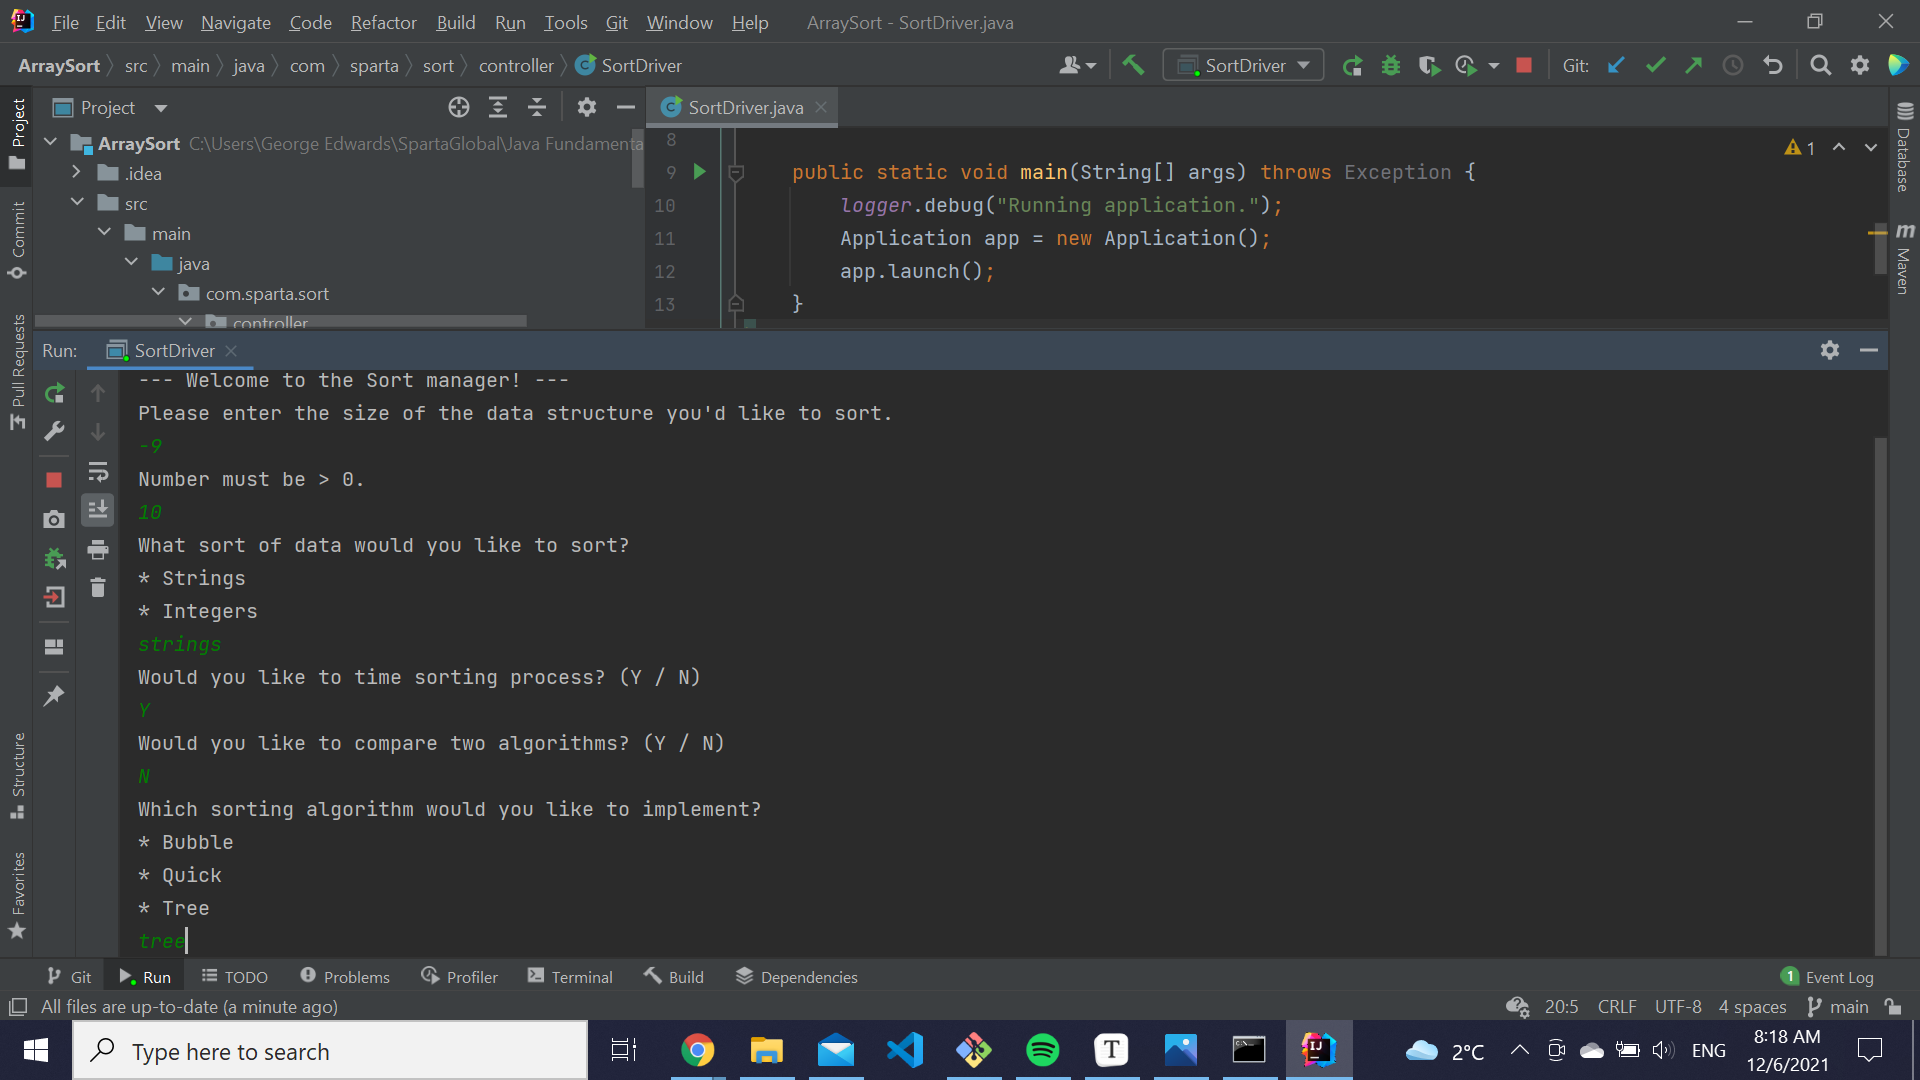 File Edit View Navigate Code Refactor Build Run Tools Git Window Help ArraySort - SortDriver.java
ArraySort src main java com sparta sort controller SortDriver SortDriver Git:
Project
SortDriver.java
ArraySort C:\Users\George Edwards\SpartaGlobal\Java Fundamenta
.idea
src
main
java
com.sparta.sort
controller
8
9 public static void main(String[] args) throws Exception {
10 logger.debug("Running application.");
11 Application app = new Application();
12 app.launch();
13 }
1
Project
Commit
Pull Requests
Structure
Favorites
Database
m
Maven
Run: SortDriver
--- Welcome to the Sort manager! ---
Please enter the size of the data structure you'd like to sort.
-9
Number must be > 0.
10
What sort of data would you like to sort?
* Strings
* Integers
strings
Would you like to time sorting process? (Y / N)
Y
Would you like to compare two algorithms? (Y / N)
N
Which sorting algorithm would you like to implement?
* Bubble
* Quick
* Tree
tree
Git Run TODO Problems Profiler Terminal Build Dependencies 1 Event Log
All files are up-to-date (a minute ago) 20:5 CRLF UTF-8 4 spaces main
Type here to search
T
IJ
2°C ENG
8:18 AM
12/6/2021